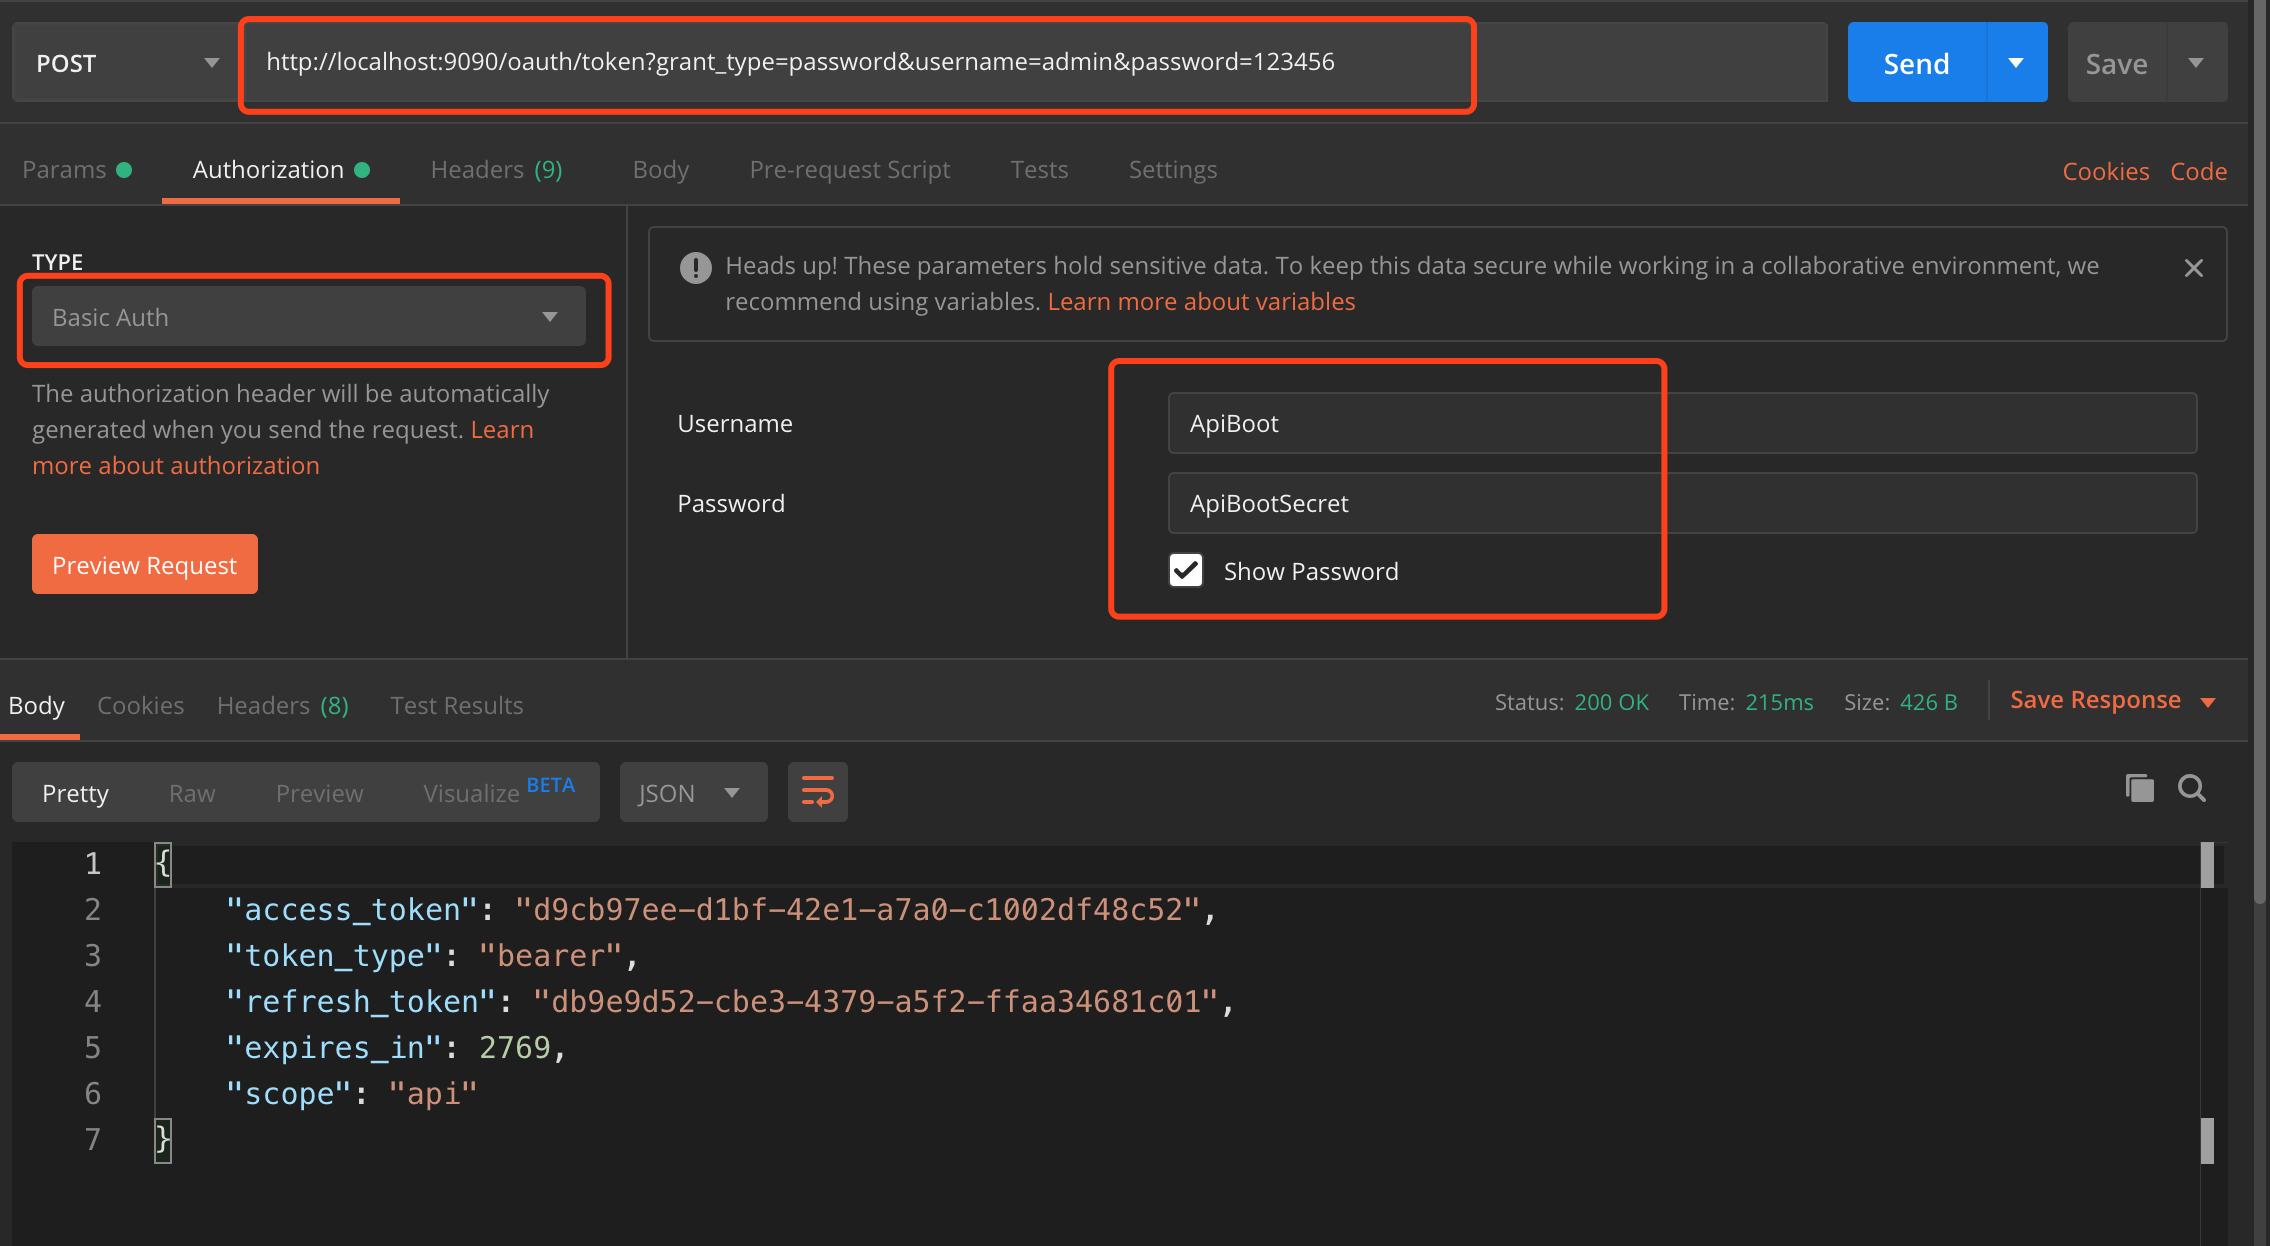 POST
http://localhost:9090/oauth/token?grant_type=password&username=admin&password=123456
Send
Save
Params
Authorization
Headers (9)
Body
Pre-request Script
Tests
Settings
Cookies
Code
TYPE
Basic Auth
The authorization header will be automatically
generated when you send the request. Learn
more about authorization
Preview Request
Heads up! These parameters hold sensitive data. To keep this data secure while working in a collaborative environment, we
recommend using variables. Learn more about variables
Username
ApiBoot
Password
ApiBootSecret
Show Password
Body
Cookies
Headers (8)
Test Results
Status: 200 OK
Time: 215ms
Size: 426 B
Save Response
Pretty
Raw
Preview
Visualize BETA
JSON
1 {
2 "access_token": "d9cb97ee-d1bf-42e1-a7a0-c1002df48c52",
3 "token_type": "bearer",
4 "refresh_token": "db9e9d52-cbe3-4379-a5f2-ffaa34681c01",
5 "expires_in": 2769,
6 "scope": "api"
7 }